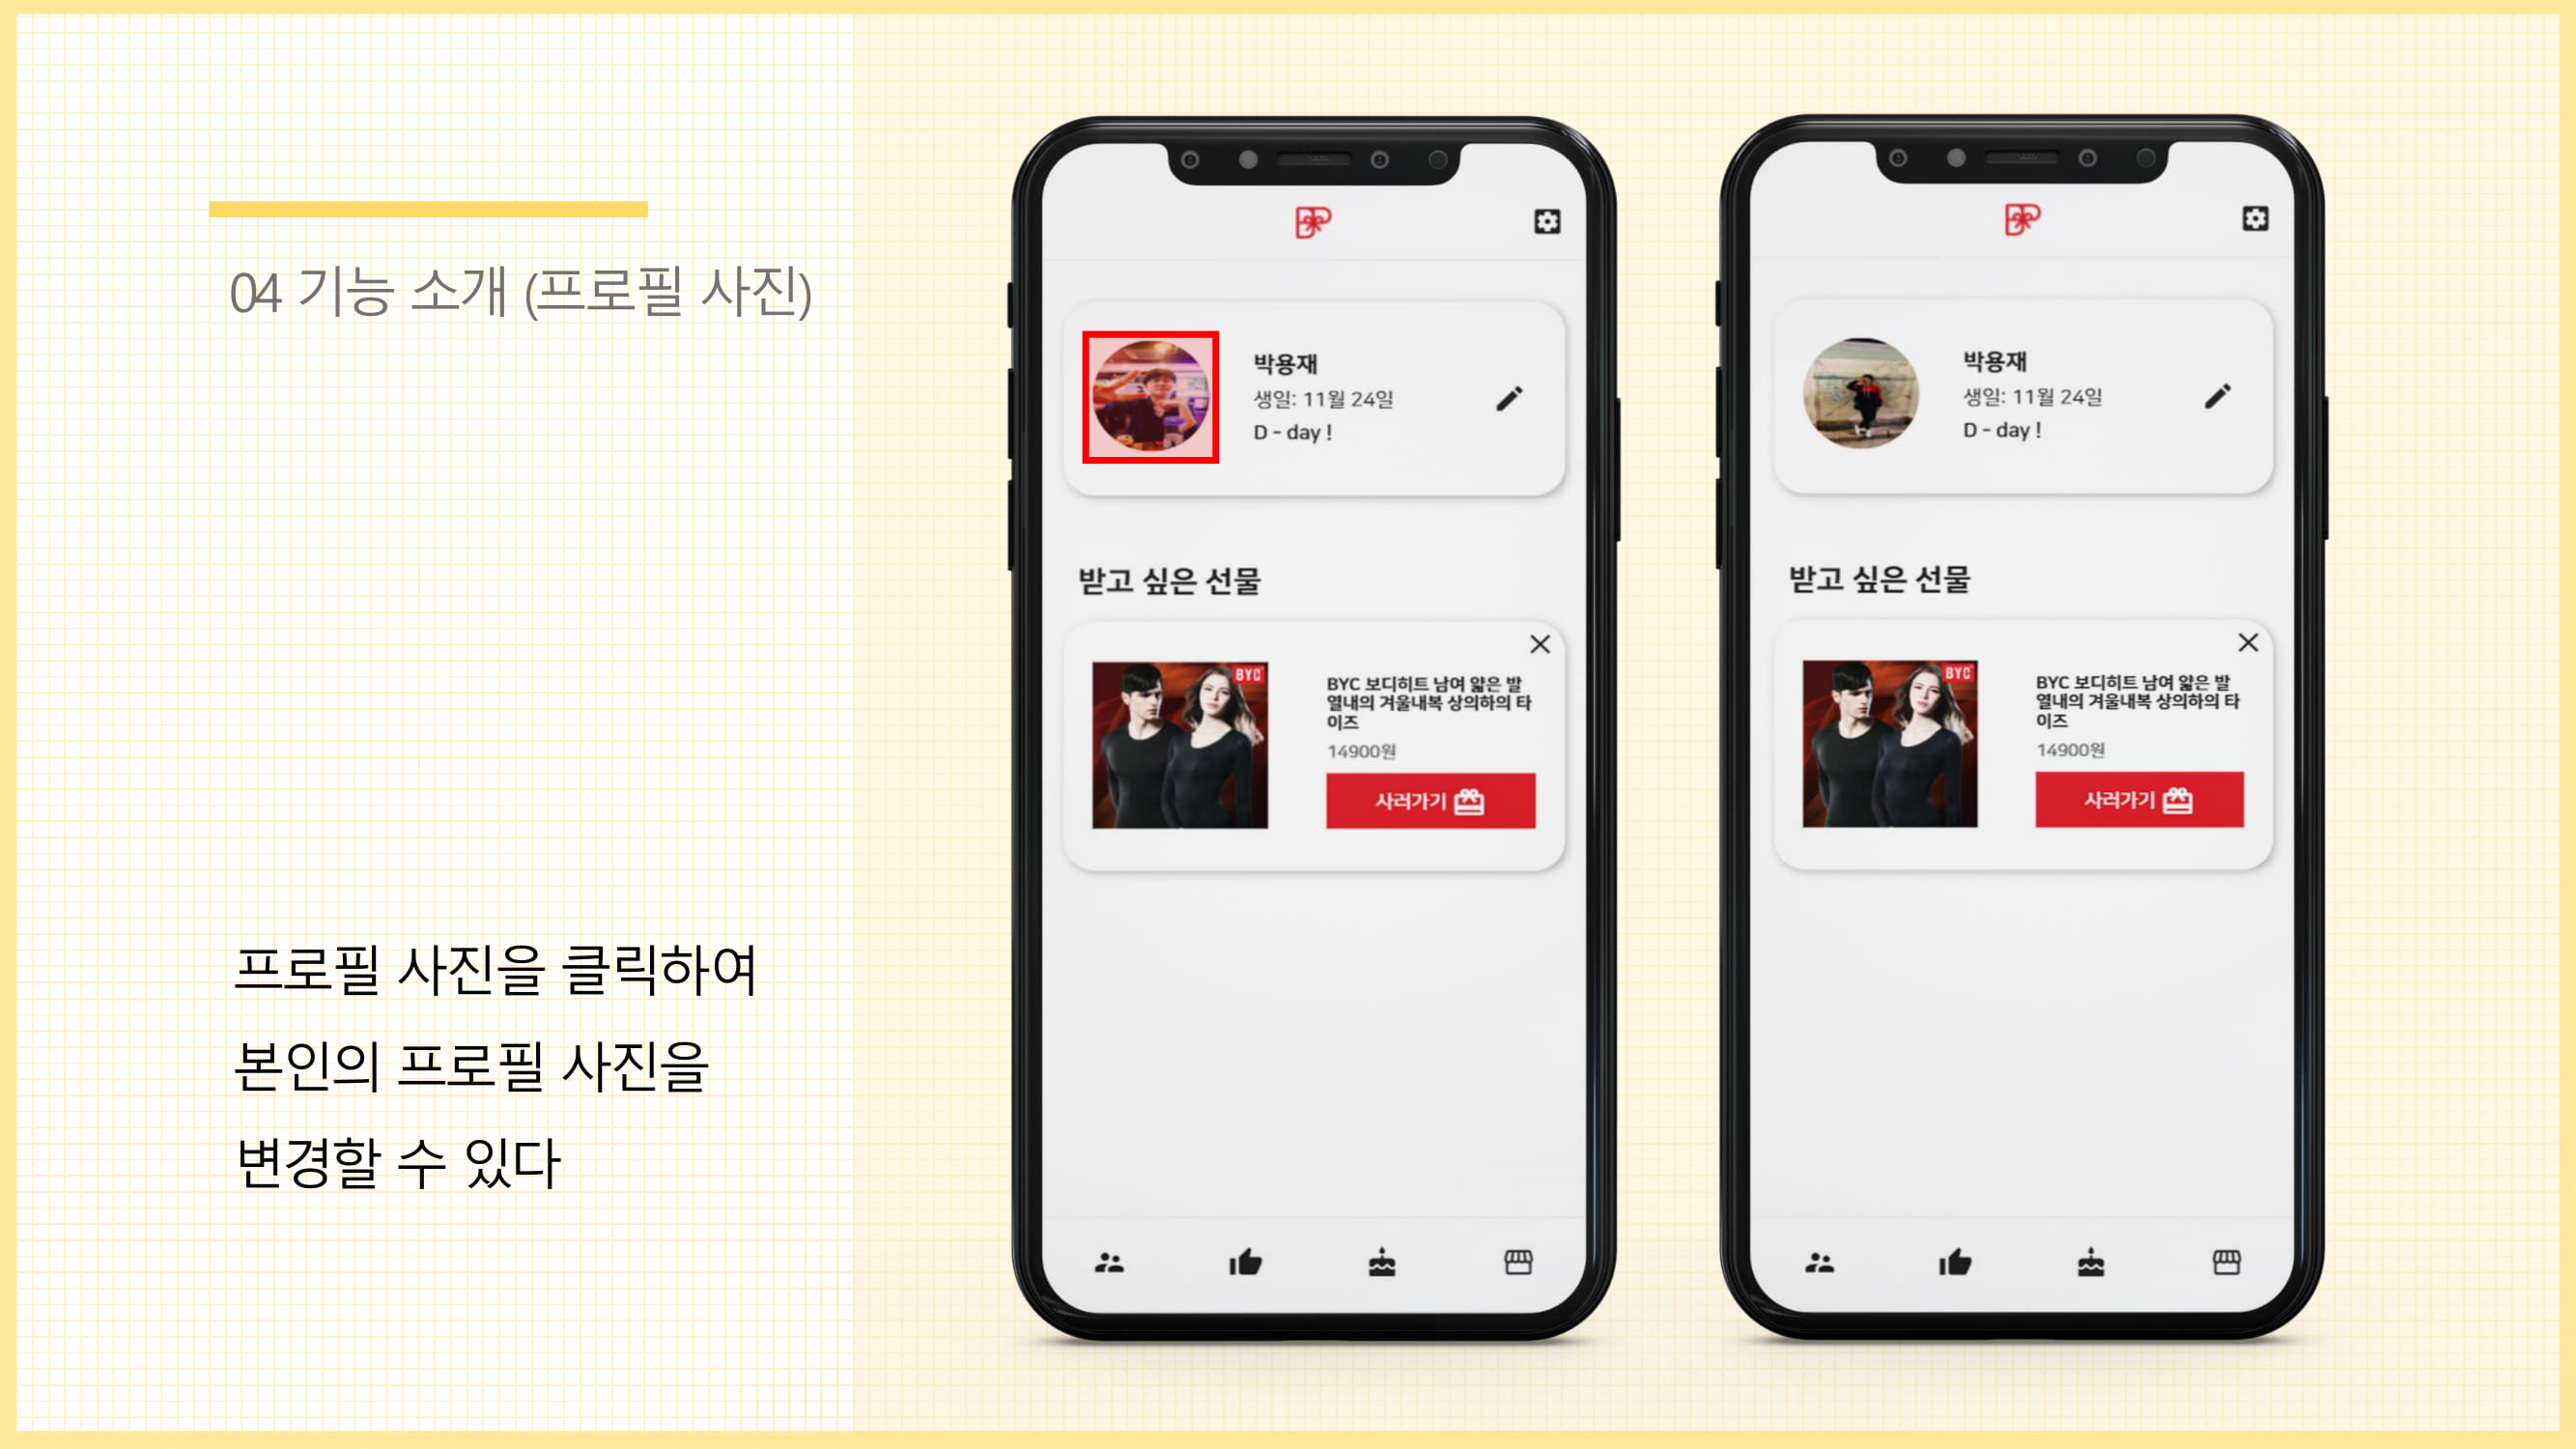 04 기능 소개 (프로필 사진)
프로필 사진을 클릭하여
본인의 프로필 사진을
변경할 수 있다
박용재
생일: 11월 24일
D - day !
받고 싶은 선물
BYC
BYC 보디히트 남여 얇은 발
열내의 겨울내복 상의하의 타
이즈
14900원
사러가기
박용재
생일: 11월 24일
D - day !
받고 싶은 선물
BYC
BYC 보디히트 남여 얇은 발
열내의 겨울내복 상의하의 타
이즈
14900원
사러가기